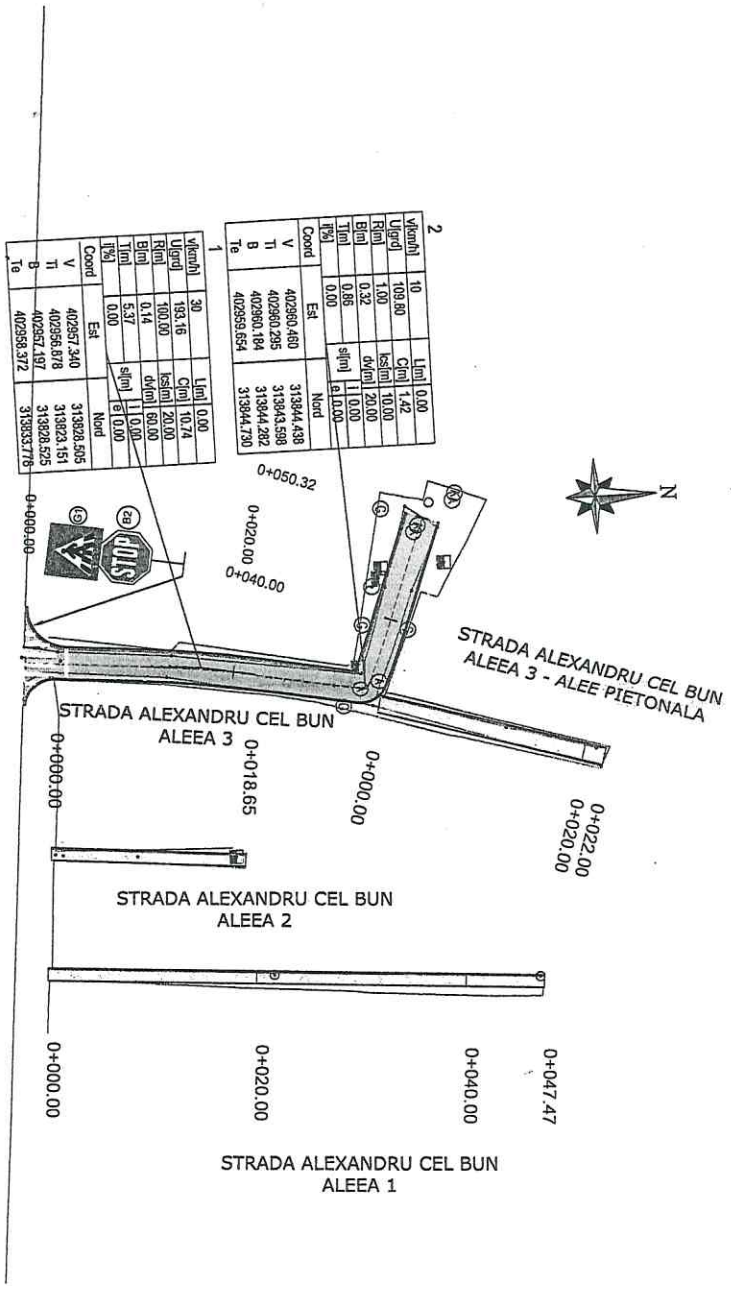 N
2
v[km/h] 10 L[m] 0.00
U[grd] 109.80 C[m] 1.42
R[m] 1.00 lcs[m] 10.00
B[m] 0.32 dv[m] 20.00
T[m] 0.86 sl[m] i 0.00
i[%] 0.00 e 0.00
Coord Est Nord
V 402960.460 313844.438
Ti 402960.295 313843.598
B 402960.184 313844.282
Te 402959.654 313844.730
1
v[km/h] 30 L[m] 0.00
U[grd] 193.16 C[m] 10.74
R[m] 100.00 lcs[m] 20.00
B[m] 0.14 dv[m] 60.00
T[m] 5.37 sl[m] i 0.00
i[%] 0.00 e 0.00
Coord Est Nord
V 402957.340 313828.505
Ti 402956.878 313823.151
B 402957.197 313828.525
Te 402958.372 313833.778
0+050.32
0+020.00
0+040.00
0+000.00
G1
B2
STOP
STRADA ALEXANDRU CEL BUN
ALEEA 3 - ALEE PIETONALA
STRADA ALEXANDRU CEL BUN
ALEEA 3
0+000.00
0+018.65
0+000.00
0+022.00
0+020.00
STRADA ALEXANDRU CEL BUN
ALEEA 2
0+000.00
0+020.00
0+040.00
0+047.47
STRADA ALEXANDRU CEL BUN
ALEEA 1